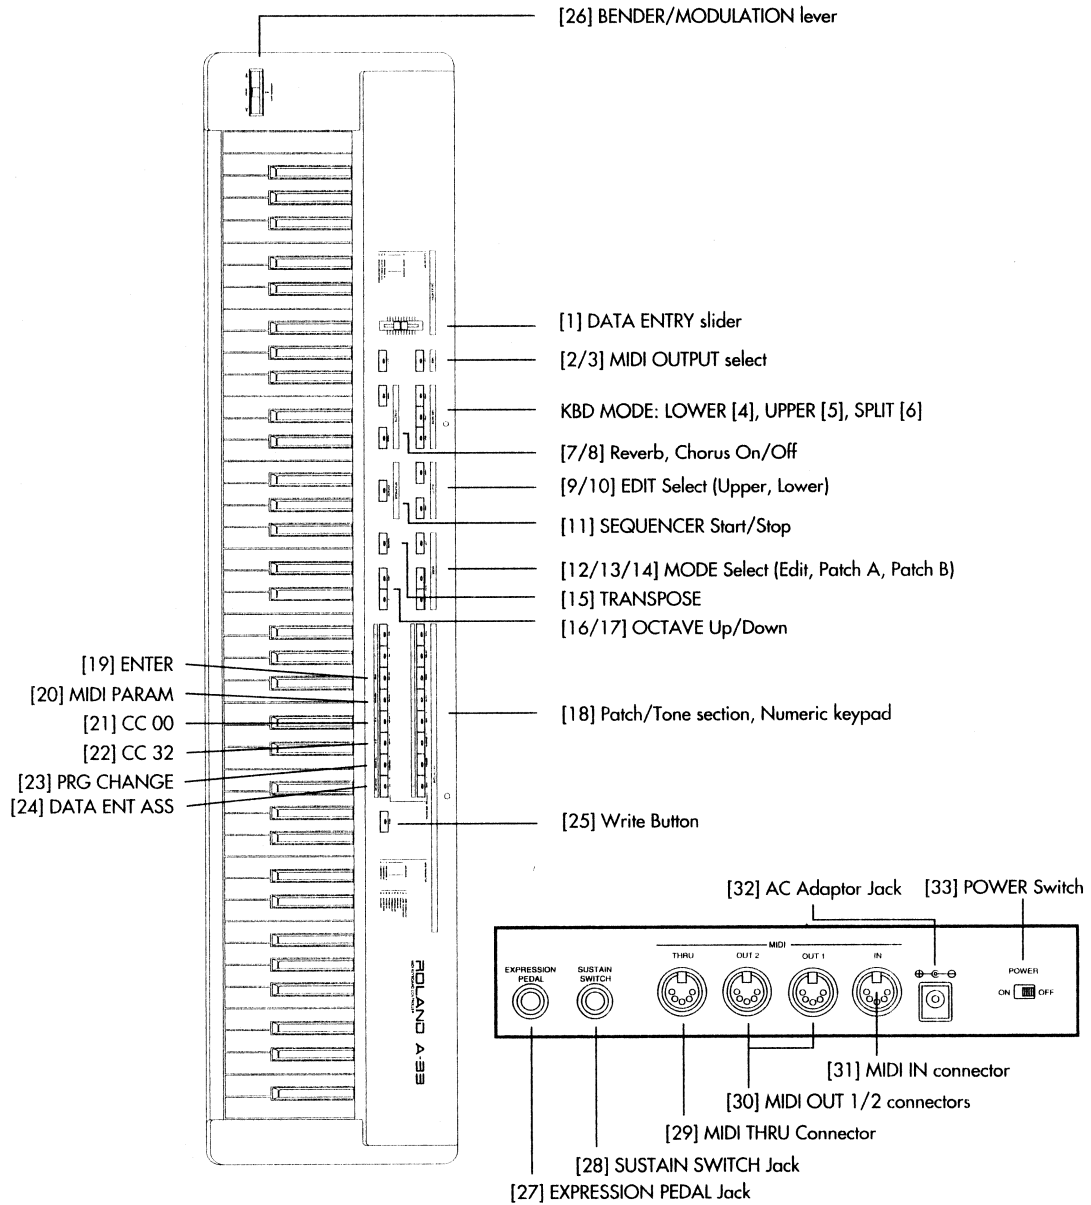 [26] BENDER/MODULATION lever
[1] DATA ENTRY slider
[2/3] MIDI OUTPUT select
KBD MODE: LOWER [4], UPPER [5], SPLIT [6]
[7/8] Reverb, Chorus On/Off
[9/10] EDIT Select (Upper, Lower)
[11] SEQUENCER Start/Stop
[12/13/14] MODE Select (Edit, Patch A, Patch B)
[15] TRANSPOSE
[16/17] OCTAVE Up/Down
[19] ENTER
[20] MIDI PARAM
[21] CC 00
[22] CC 32
[23] PRG CHANGE
[24] DATA ENT ASS
[18] Patch/Tone section, Numeric keypad
[25] Write Button
ROLAND A-33
[32] AC Adaptor Jack
[33] POWER Switch
MIDI
THRU
OUT 2
OUT 1
IN
EXPRESSION
PEDAL
SUSTAIN
SWITCH
POWER
ON
OFF
[31] MIDI IN connector
[30] MIDI OUT 1/2 connectors
[29] MIDI THRU Connector
[28] SUSTAIN SWITCH Jack
[27] EXPRESSION PEDAL Jack